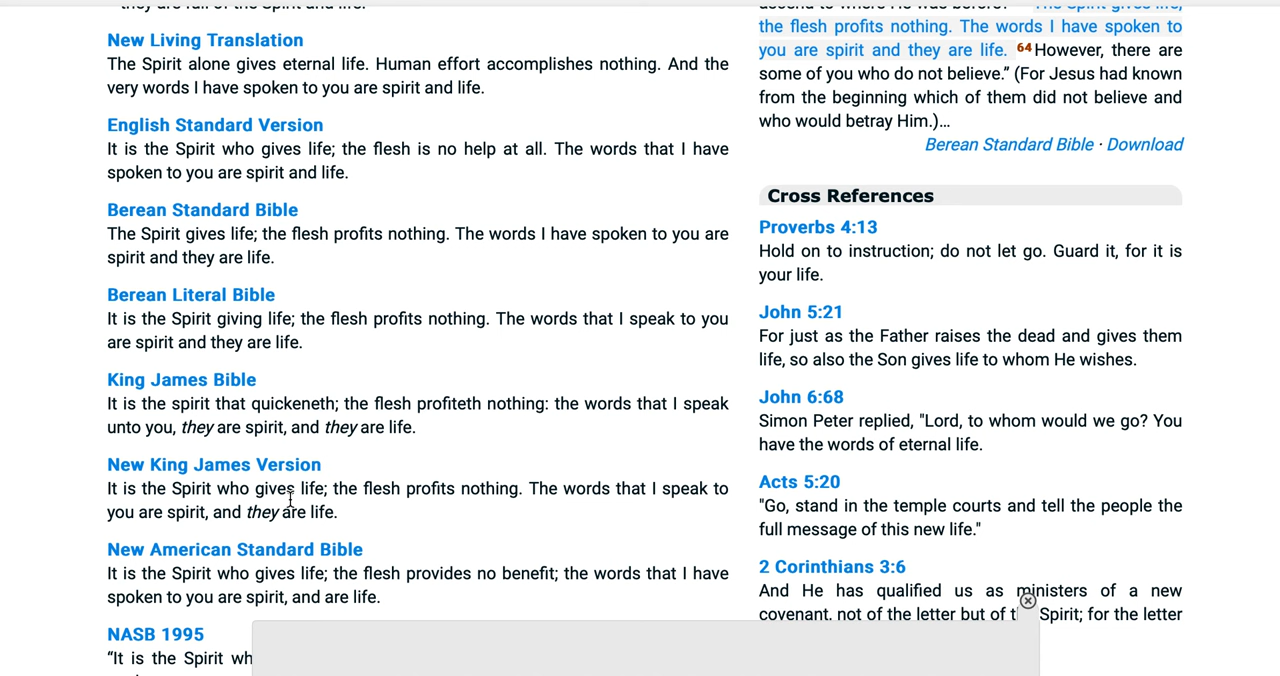 they are full of the Spirit and life.
New Living Translation
The Spirit alone gives eternal life. Human effort accomplishes nothing. And the
very words I have spoken to you are spirit and life.
English Standard Version
It is the Spirit who gives life; the flesh is no help at all. The words that I have
spoken to you are spirit and life.
Berean Standard Bible
The Spirit gives life; the flesh profits nothing. The words I have spoken to you are
spirit and they are life.
Berean Literal Bible
It is the Spirit giving life; the flesh profits nothing. The words that I speak to you
are spirit and they are life.
King James Bible
It is the spirit that quickeneth; the flesh profiteth nothing: the words that I speak
unto you, they are spirit, and they are life.
New King James Version
It is the Spirit who gives life; the flesh profits nothing. The words that I speak to
you are spirit, and they are life.
New American Standard Bible
It is the Spirit who gives life; the flesh provides no benefit; the words that I have
spoken to you are spirit, and are life.
NASB 1995
“It is the Spirit wh
ascend to where He was before? The Spirit gives life;
the flesh profits nothing. The words I have spoken to
you are spirit and they are life. 64 However, there are
some of you who do not believe.” (For Jesus had known
from the beginning which of them did not believe and
who would betray Him.)…
Berean Standard Bible · Download
Cross References
Proverbs 4:13
Hold on to instruction; do not let go. Guard it, for it is
your life.
John 5:21
For just as the Father raises the dead and gives them
life, so also the Son gives life to whom He wishes.
John 6:68
Simon Peter replied, "Lord, to whom would we go? You
have the words of eternal life.
Acts 5:20
"Go, stand in the temple courts and tell the people the
full message of this new life."
2 Corinthians 3:6
And He has qualified us as ministers of a new
covenant, not of the letter but of t Spirit; for the letter